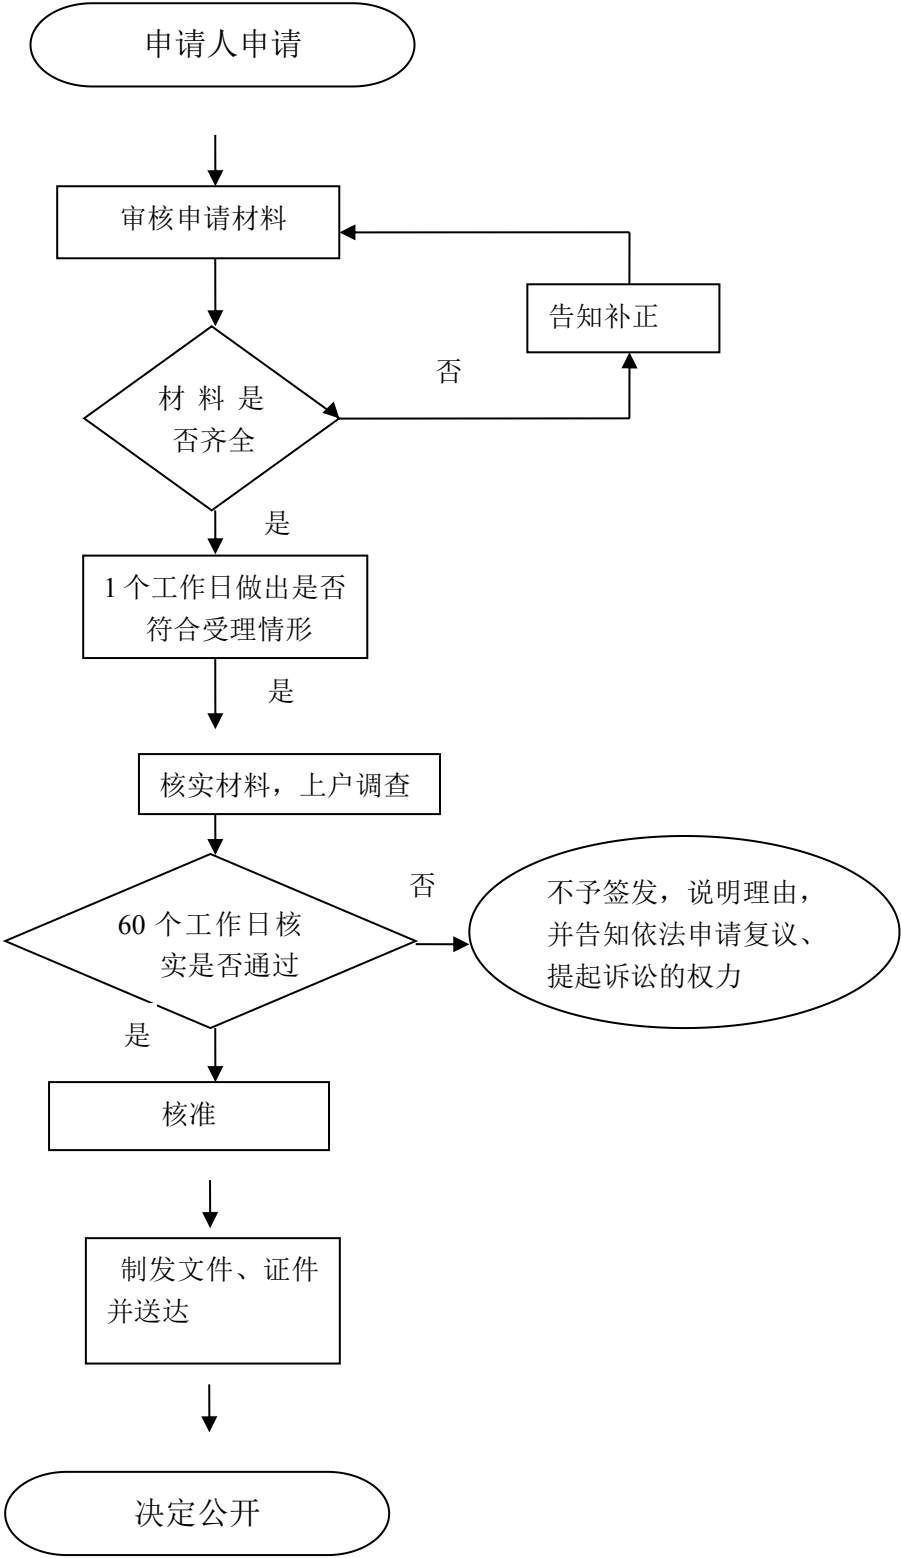 申请人申请
审核申请材料
告知补正
否
材料是
否齐全
是
1个工作日做出是否
符合受理情形
是
核实材料，上户调查
否
60个工作日核
实是否通过
不予签发，说明理由，
并告知依法申请复议、
提起诉讼的权力
是
核准
制发文件、证件
并送达
决定公开